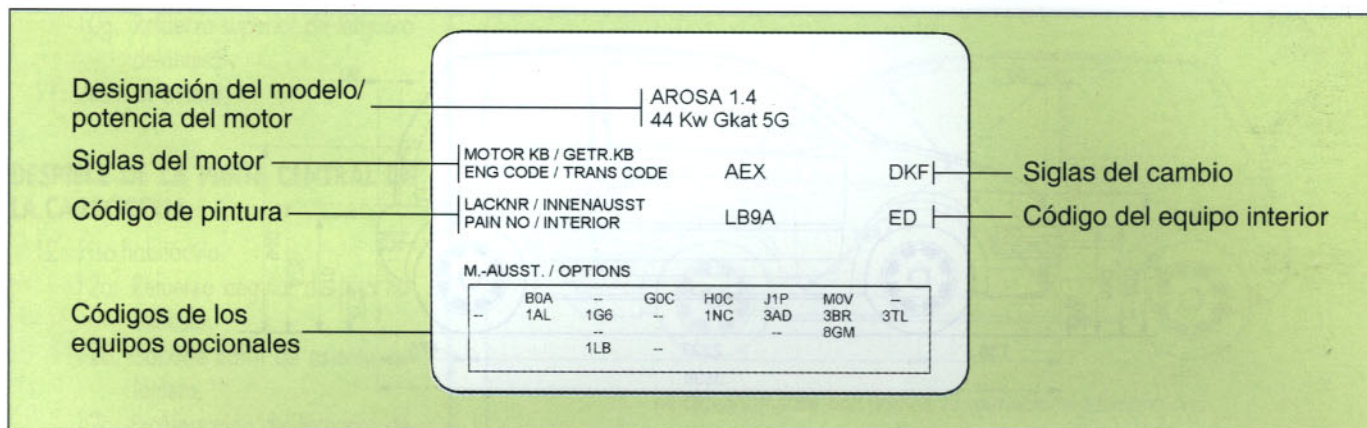 Designación del modelo/
potencia del motor
AROSA 1.4
44 Kw Gkat 5G
Siglas del motor
MOTOR KB / GETR.KB
ENG CODE / TRANS CODE
AEX
DKF
Siglas del cambio
Código de pintura
LACKNR / INNENAUSST
PAIN NO / INTERIOR
LB9A
ED
Código del equipo interior
M.-AUSST. / OPTIONS
Códigos de los
equipos opcionales
B0A -- G0C H0C J1P M0V --
-- 1AL 1G6 -- 1NC 3AD 3BR 3TL
-- -- 8GM
1LB --